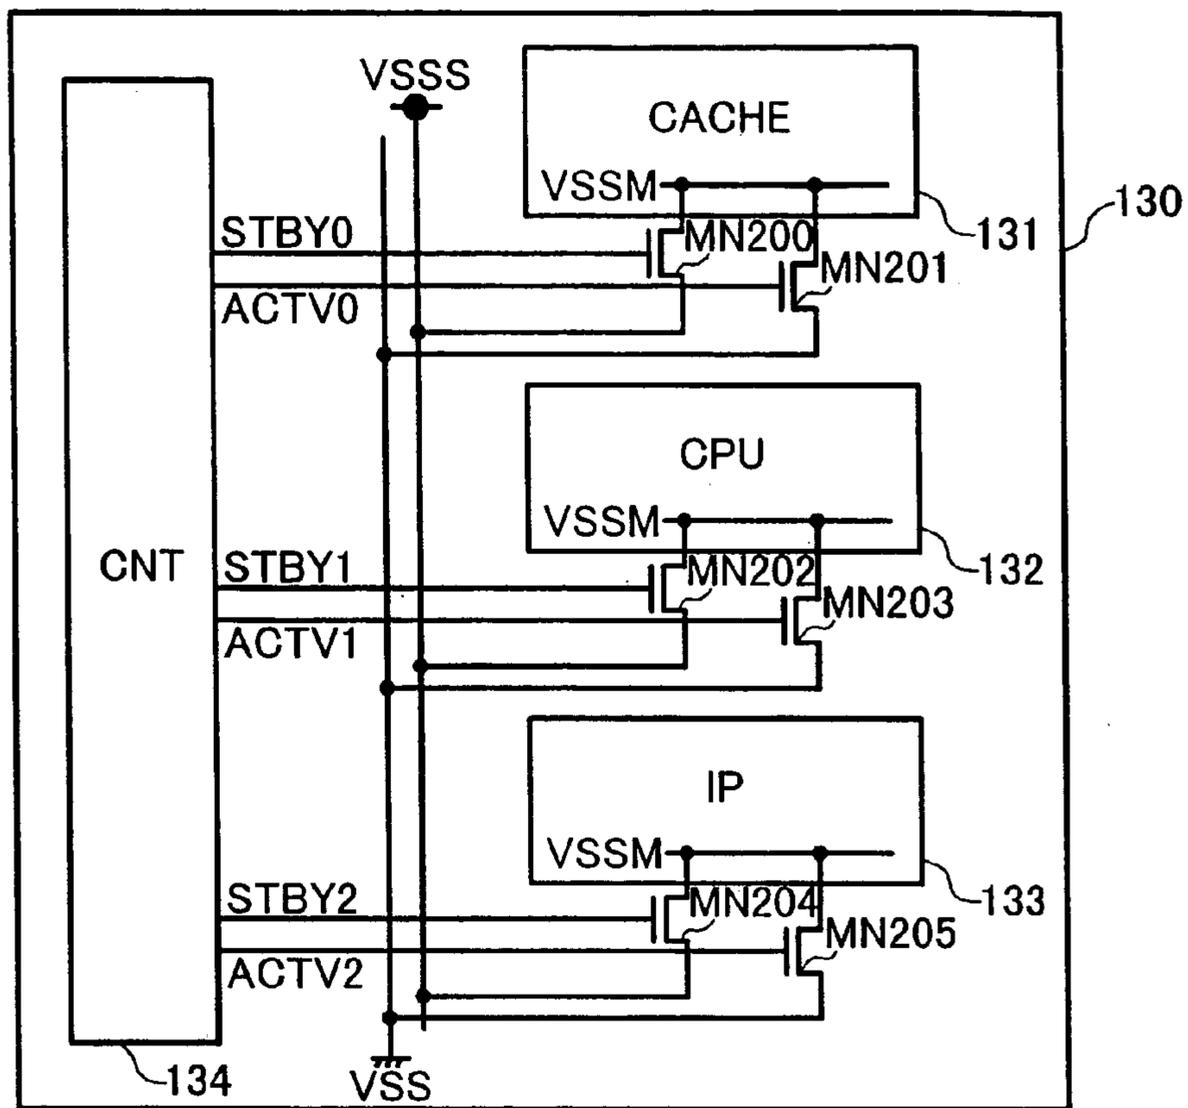 VSSS
CACHE
VSSM
130
131
STBY0
MN200
MN201
ACTV0
CPU
VSSM
CNT
STBY1
MN202
132
MN203
ACTV1
IP
VSSM
STBY2
MN204
133
MN205
ACTV2
134
VSS